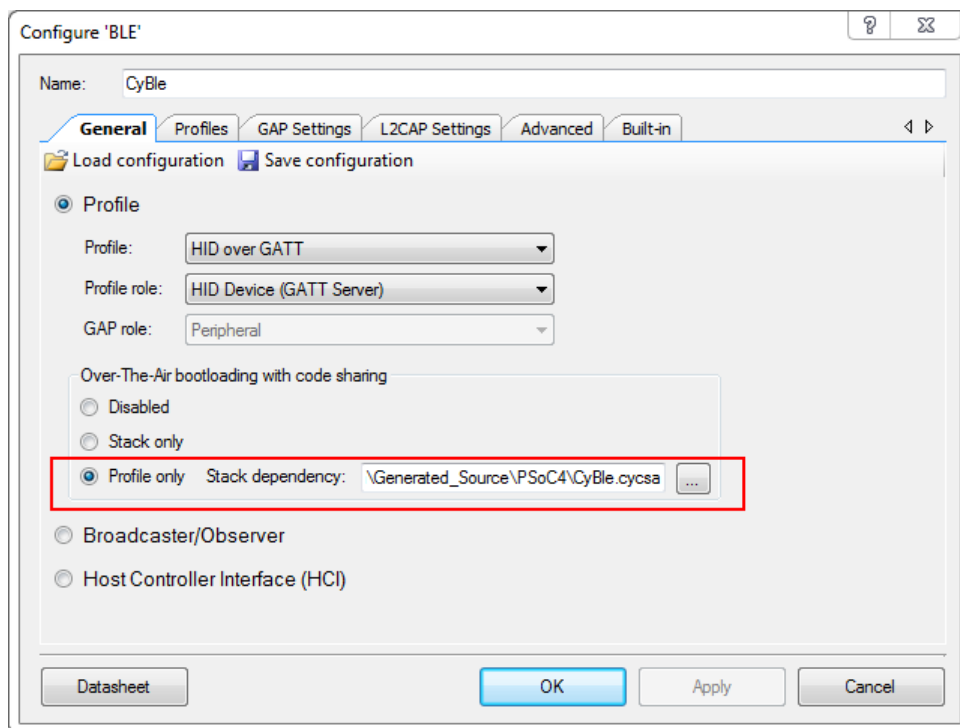 Configure 'BLE'
Name: CyBle
General Profiles GAP Settings L2CAP Settings Advanced Built-in
Load configuration Save configuration
Profile
Profile: HID over GATT
Profile role: HID Device (GATT Server)
GAP role: Peripheral
Over-The-Air bootloading with code sharing
Disabled
Stack only
Profile only Stack dependency: \Generated_Source\PSoC4\CyBle.cycsa ...
Broadcaster/Observer
Host Controller Interface (HCI)
Datasheet OK Apply Cancel